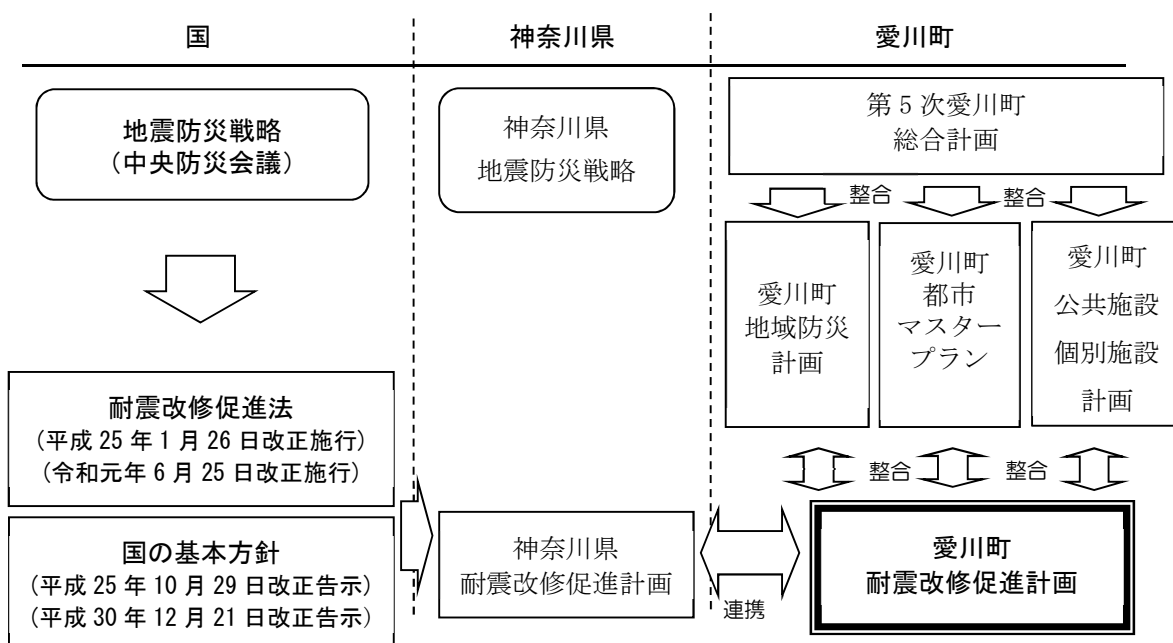 国
神奈川県
愛川町
地震防災戦略
(中央防災会議)
神奈川県
地震防災戦略
第5次愛川町
総合計画
整合
整合
愛川町
地域防災
計画
愛川町
都市
マスター
プラン
愛川町
公共施設
個別施設
計画
耐震改修促進法
(平成25年1月26日改正施行)
(令和元年6月25日改正施行)
整合
整合
国の基本方針
(平成25年10月29日改正告示)
(平成30年12月21日改正告示)
神奈川県
耐震改修促進計画
連携
愛川町
耐震改修促進計画